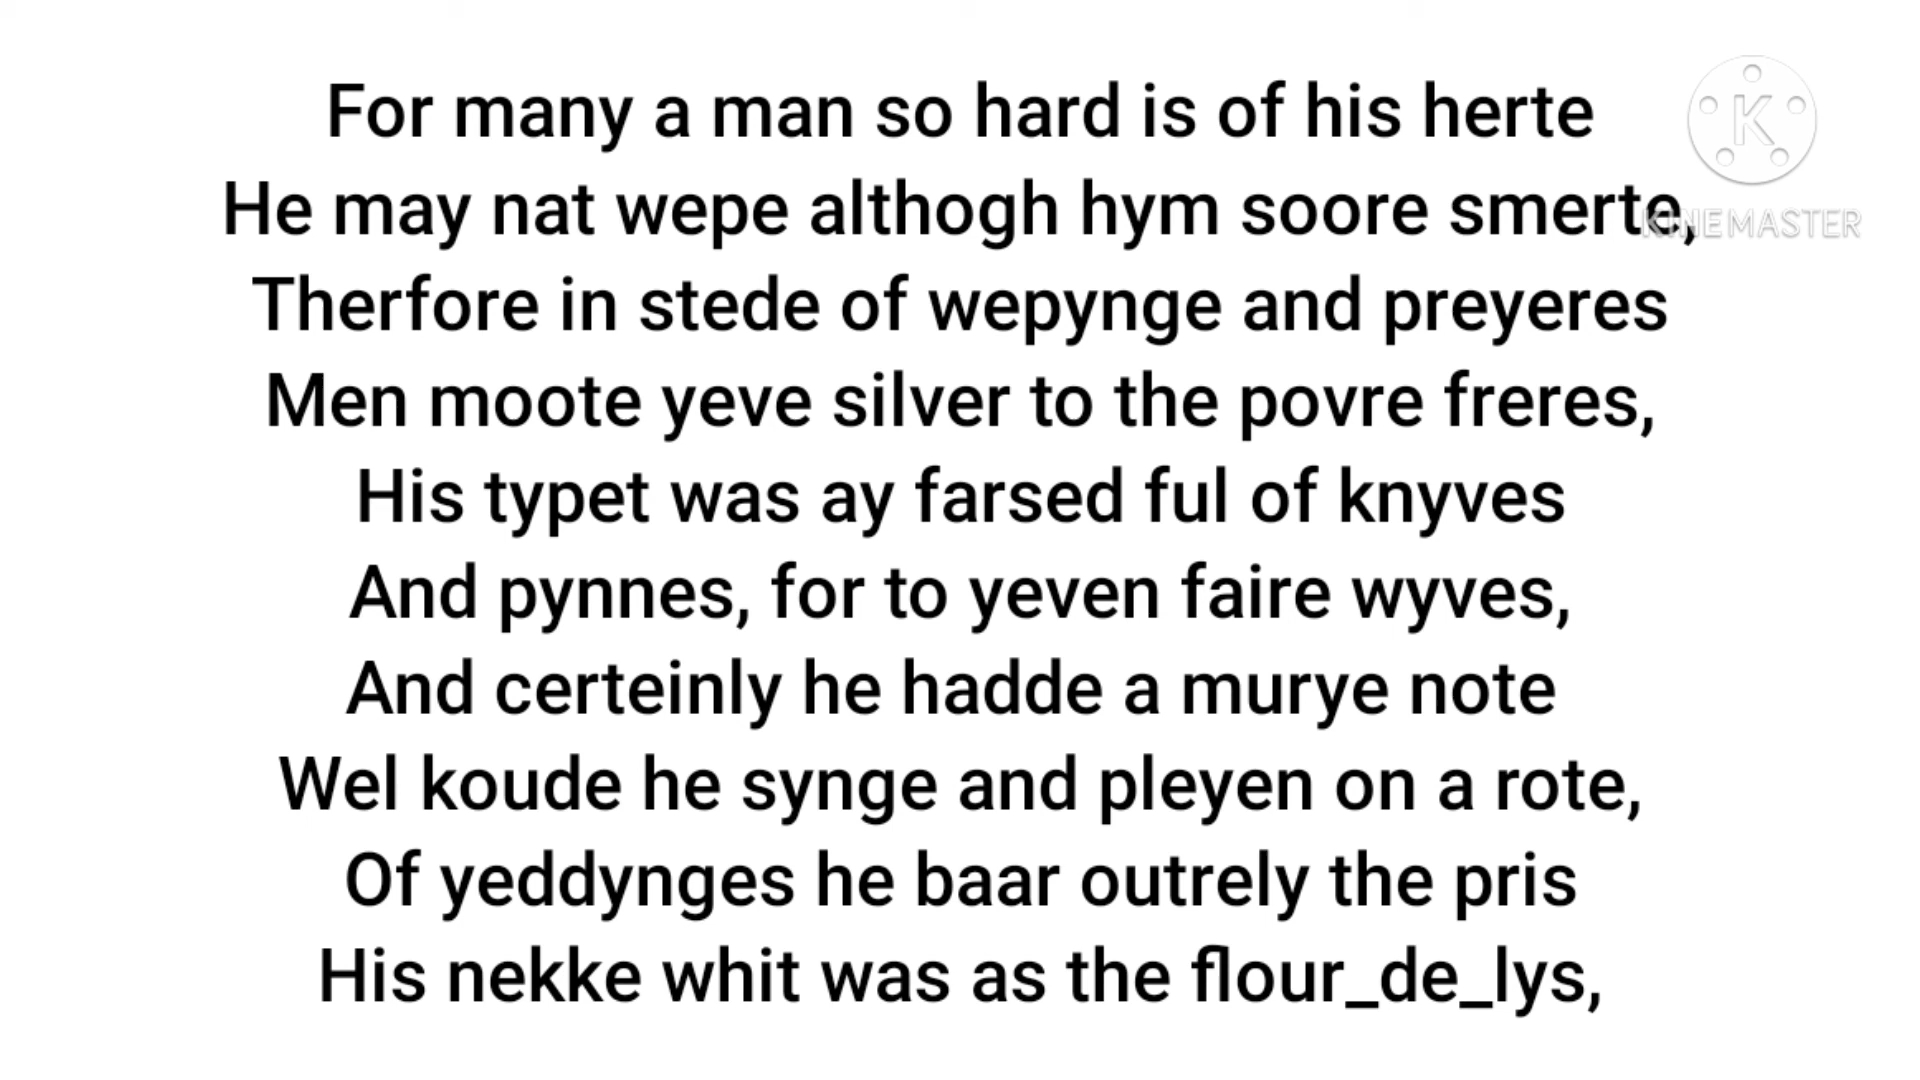 For many a man so hard is of his herte
He may nat wepe althogh hym soore smerte,
Therfore in stede of wepynge and preyeres
Men moote yeve silver to the povre freres,
His typet was ay farsed ful of knyves
And pynnes, for to yeven faire wyves,
And certeinly he hadde a murye note
Wel koude he synge and pleyen on a rote,
Of yeddynges he baar outrely the pris
His nekke whit was as the flour_de_lys,
K
KINEMASTER